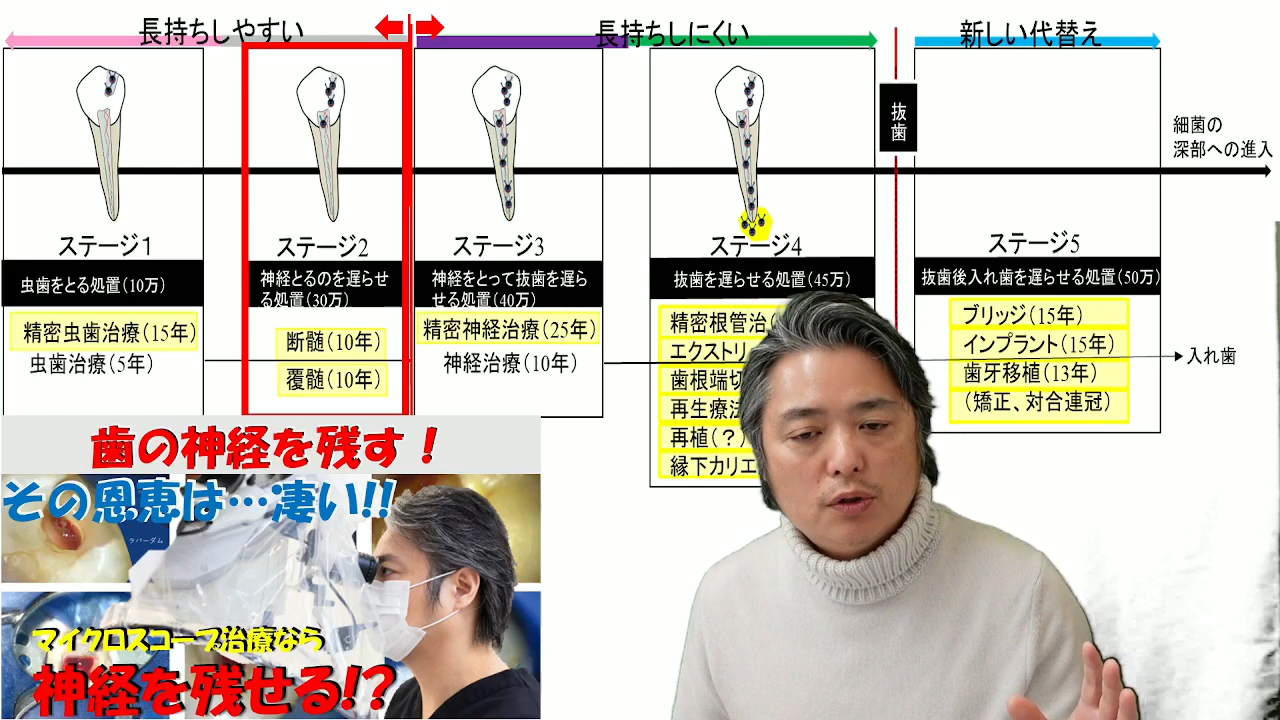 長持ちしやすい
長持ちしにくい
新しい代替え
抜歯
細菌の
深部への進入
ステージ1
ステージ2
ステージ3
ステージ4
ステージ5
虫歯をとる処置(10万)
神経とるのを遅らせ
る処置(30万)
神経をとって抜歯を遅ら
せる処置(40万)
抜歯を遅らせる処置(45万)
抜歯後入れ歯を遅らせる処置(50万)
精密虫歯治療(15年)
虫歯治療(5年)
断髄(10年)
覆髄(10年)
精密神経治療(25年)
神経治療(10年)
精密根管治
エクストリ
歯根端切
再生療法
再植(?)
縁下カリエ
ブリッジ(15年)
インプラント(15年)
歯牙移植(13年)
(矯正、対合連冠)
入れ歯
歯の神経を残す!
その恩恵は…凄い!!
ラバーダム
マイクロスコープ治療なら
神経を残せる!?